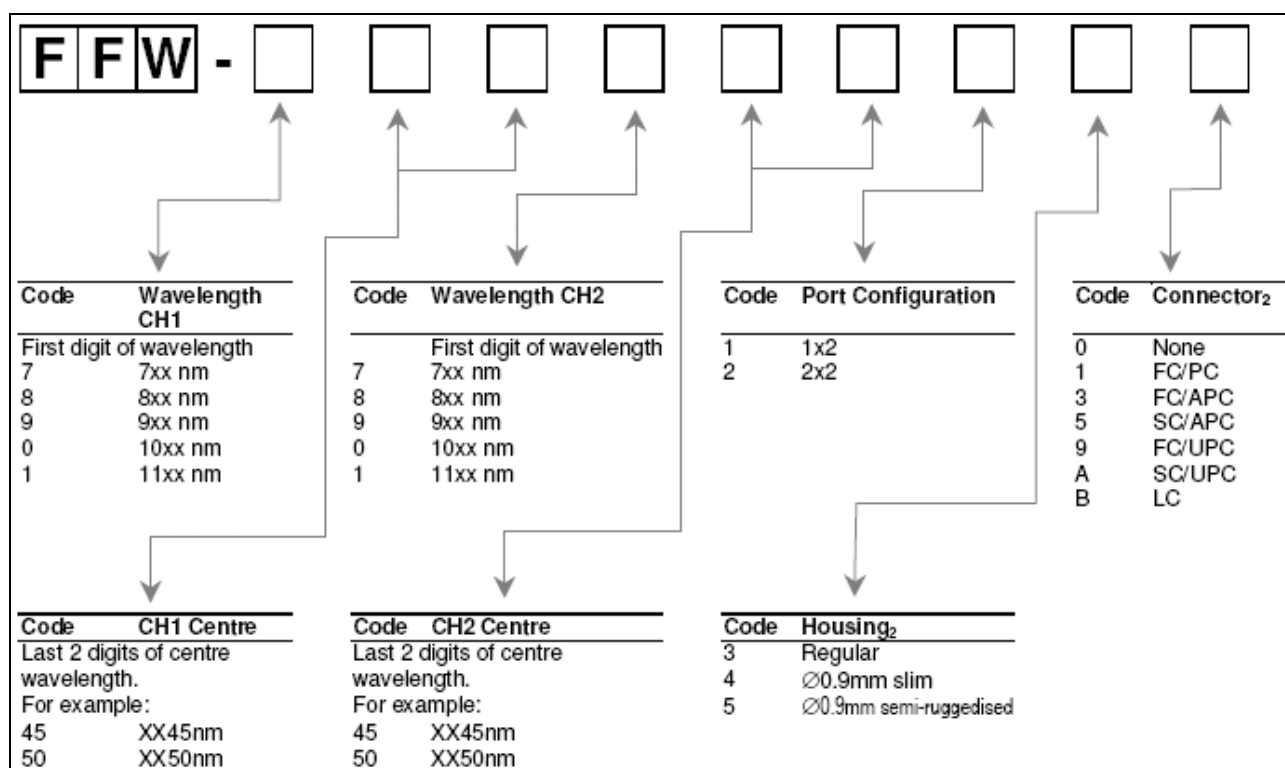 FFW -
Code Wavelength CH1
First digit of wavelength
7 7xx nm
8 8xx nm
9 9xx nm
0 10xx nm
1 11xx nm
Code Wavelength CH2
First digit of wavelength
7 7xx nm
8 8xx nm
9 9xx nm
0 10xx nm
1 11xx nm
Code Port Configuration
1 1x2
2 2x2
Code Connector2
0 None
1 FC/PC
3 FC/APC
5 SC/APC
9 FC/UPC
A SC/UPC
B LC
Code CH1 Centre
Last 2 digits of centre
wavelength.
For example:
45 XX45nm
50 XX50nm
Code CH2 Centre
Last 2 digits of centre
wavelength.
For example:
45 XX45nm
50 XX50nm
Code Housing2
3 Regular
4 ∅0.9mm slim
5 ∅0.9mm semi-ruggedised